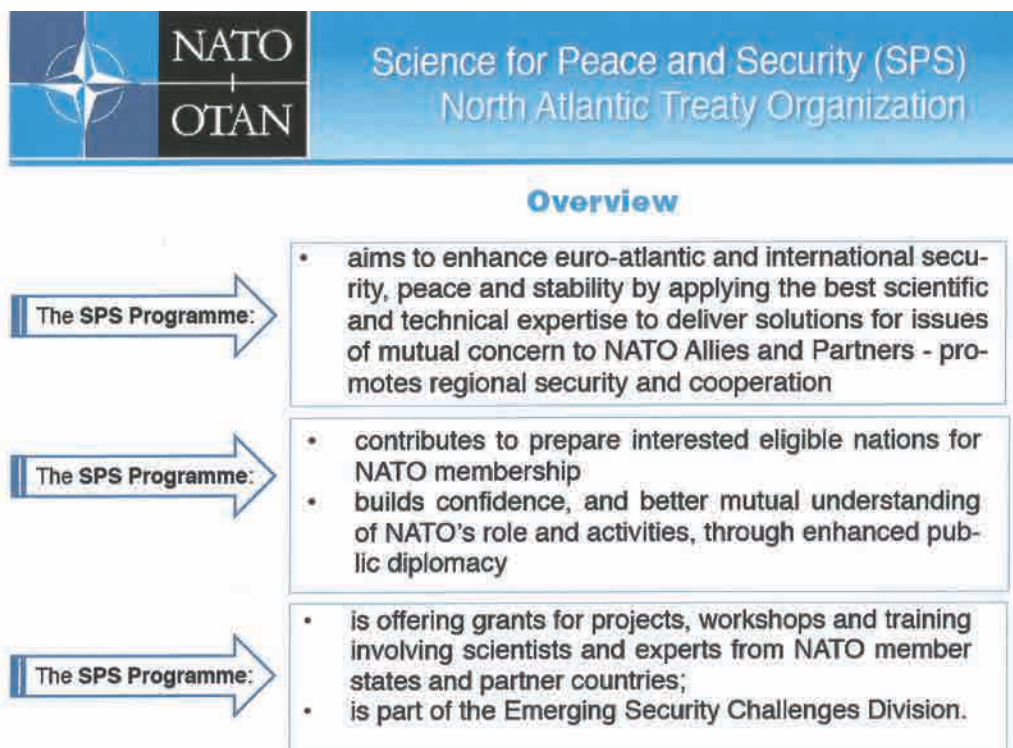 NATO
OTAN
Science for Peace and Security (SPS)
North Atlantic Treaty Organization
Overview
The SPS Programme:
• aims to enhance euro-atlantic and international secu-
rity, peace and stability by applying the best scientific
and technical expertise to deliver solutions for issues
of mutual concern to NATO Allies and Partners - pro-
motes regional security and cooperation
The SPS Programme:
• contributes to prepare interested eligible nations for
NATO membership
• builds confidence, and better mutual understanding
of NATO's role and activities, through enhanced pub-
lic diplomacy
The SPS Programme:
• is offering grants for projects, workshops and training
involving scientists and experts from NATO member
states and partner countries;
• is part of the Emerging Security Challenges Division.